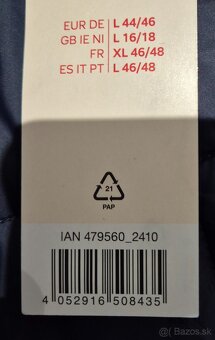 EUR DE L 44/46
GB IE NI L 16/18
FR XL 46/48
ES IT PT L 46/48
21
PAP
IAN 479560_2410
4 052916 508435
bazos.sk